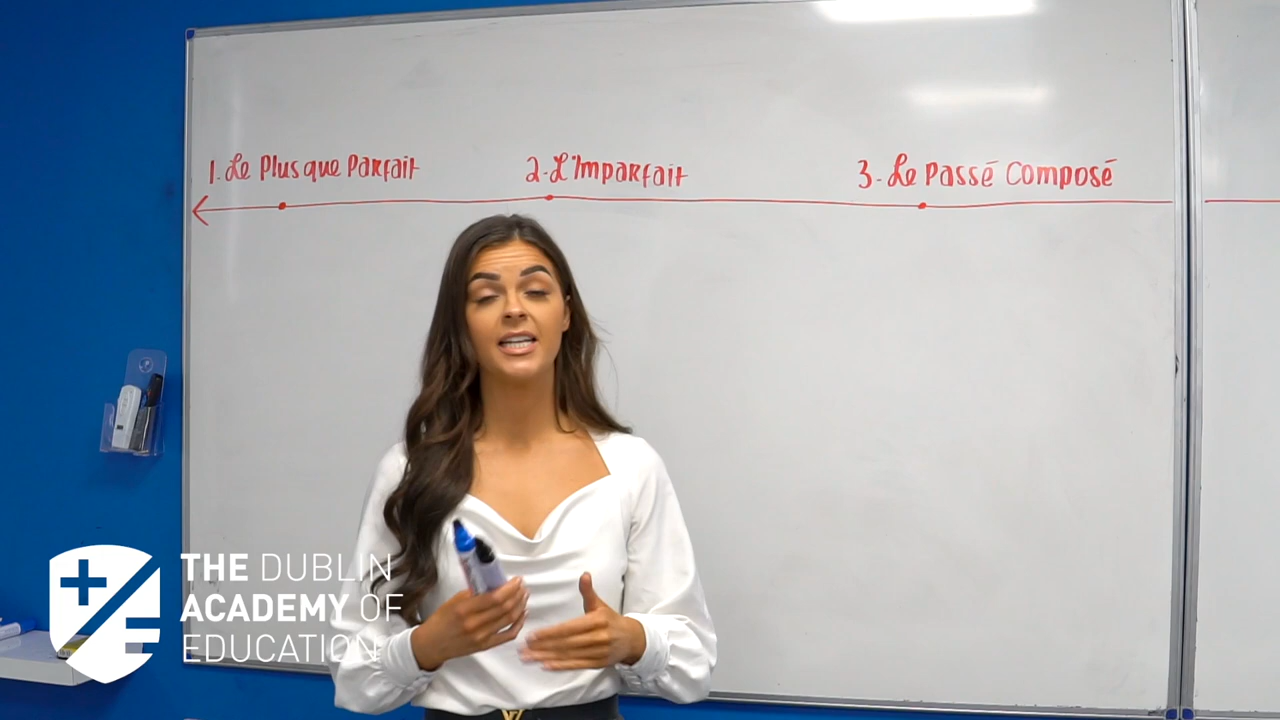 1. Le Plus que Parfait
2. L'Imparfait
3. Le Passé Composé
THE DUBLIN
ACADEMY OF
EDUCATION